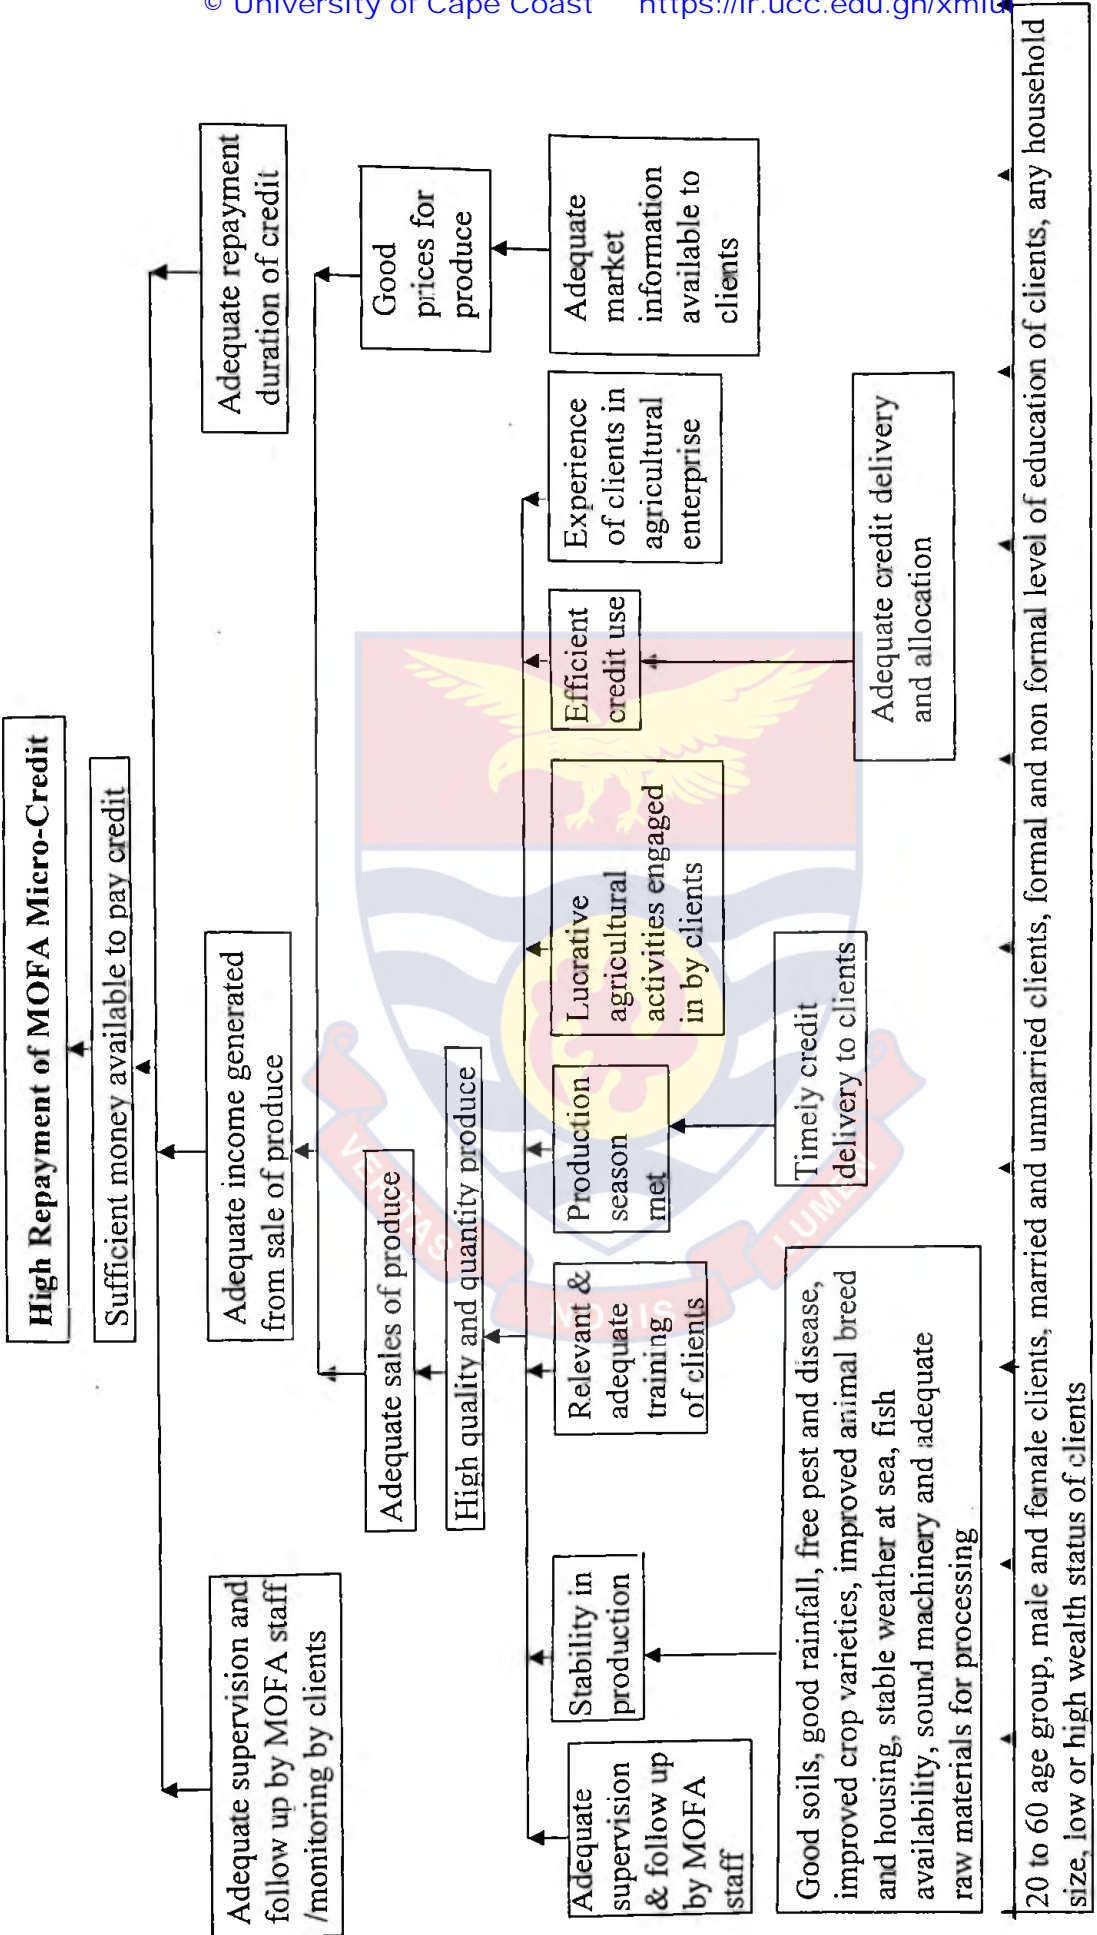 © University of Cape Coast https://ir.ucc.edu.gh/xmlui
High Repayment of MOFA Micro-Credit
Sufficient money available to pay credit
Adequate supervision and
follow up by MOFA staff
/monitoring by clients
Adequate income generated
from sale of produce
Adequate repayment
duration of credit
Adequate sales of produce
Good
prices for
produce
High quality and quantity produce
Adequate
supervision
& follow up
by MOFA
staff
Stability in
production
Relevant &
adequate
training
of clients
Production
season
met
Lucrative
agricultural
activities engaged
in by clients
Efficient
credit use
Experience
of clients in
agricultural
enterprise
Adequate
market
information
available to
clients
Good soils, good rainfall, free pest and disease,
improved crop varieties, improved animal breed
and housing, stable weather at sea, fish
availability, sound machinery and adequate
raw materials for processing
Timely credit
delivery to clients
Adequate credit delivery
and allocation
20 to 60 age group, male and female clients, married and unmarried clients, formal and non formal level of education of clients, any household
size, low or high wealth status of clients
VERITAS
NOBIS
LUMEN